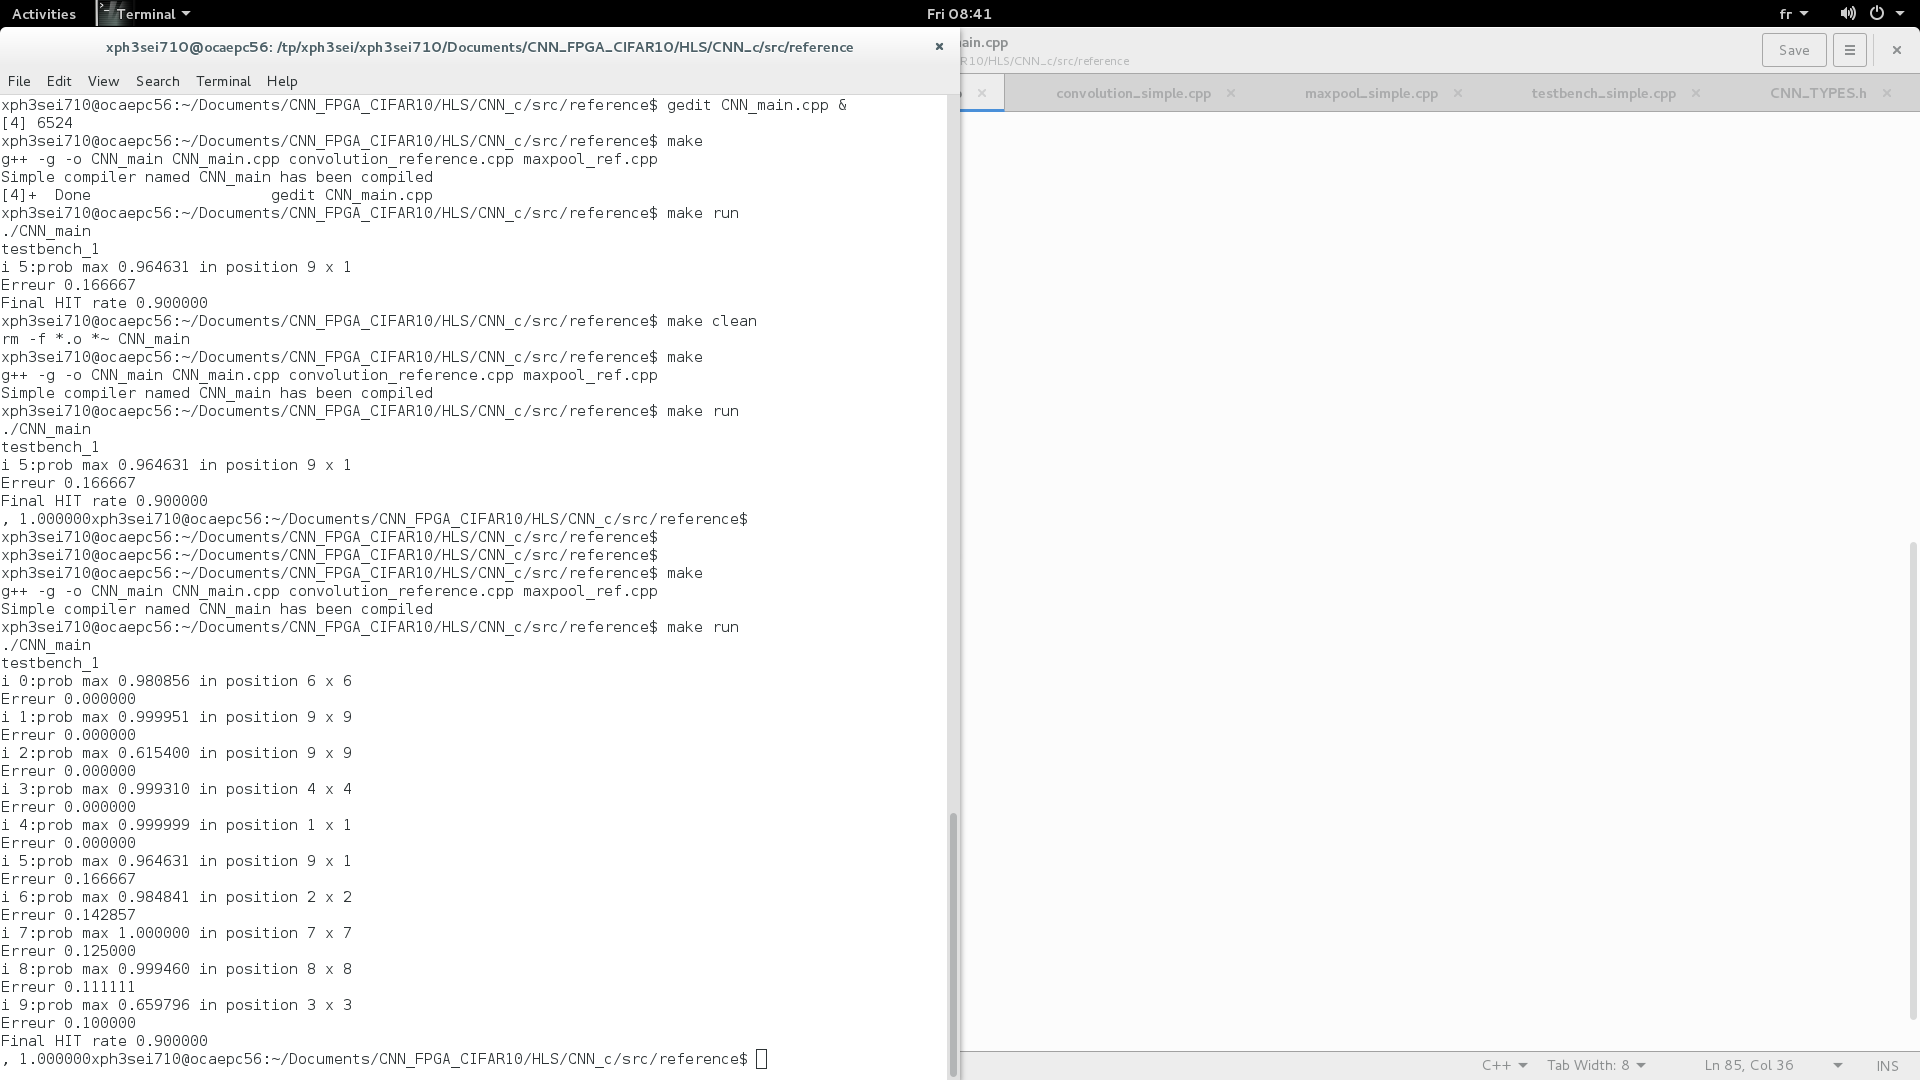 Activities Terminal Fri 08:41 fr
xph3sei710@ocaepc56: /tp/xph3sei/xph3sei710/Documents/CNN_FPGA_CIFAR10/HLS/CNN_c/src/reference
File Edit View Search Terminal Help
xph3sei710@ocaepc56:~/Documents/CNN_FPGA_CIFAR10/HLS/CNN_c/src/reference$ gedit CNN_main.cpp &
[4] 6524
xph3sei710@ocaepc56:~/Documents/CNN_FPGA_CIFAR10/HLS/CNN_c/src/reference$ make
g++ -g -o CNN_main CNN_main.cpp convolution_reference.cpp maxpool_ref.cpp
Simple compiler named CNN_main has been compiled
[4]+  Done                    gedit CNN_main.cpp
xph3sei710@ocaepc56:~/Documents/CNN_FPGA_CIFAR10/HLS/CNN_c/src/reference$ make run
./CNN_main
testbench_1
i 5:prob max 0.964631 in position 9 x 1
Erreur 0.166667
Final HIT rate 0.900000
xph3sei710@ocaepc56:~/Documents/CNN_FPGA_CIFAR10/HLS/CNN_c/src/reference$ make clean
rm -f *.o *~ CNN_main
xph3sei710@ocaepc56:~/Documents/CNN_FPGA_CIFAR10/HLS/CNN_c/src/reference$ make
g++ -g -o CNN_main CNN_main.cpp convolution_reference.cpp maxpool_ref.cpp
Simple compiler named CNN_main has been compiled
xph3sei710@ocaepc56:~/Documents/CNN_FPGA_CIFAR10/HLS/CNN_c/src/reference$ make run
./CNN_main
testbench_1
i 5:prob max 0.964631 in position 9 x 1
Erreur 0.166667
Final HIT rate 0.900000
, 1.000000xph3sei710@ocaepc56:~/Documents/CNN_FPGA_CIFAR10/HLS/CNN_c/src/reference$
xph3sei710@ocaepc56:~/Documents/CNN_FPGA_CIFAR10/HLS/CNN_c/src/reference$
xph3sei710@ocaepc56:~/Documents/CNN_FPGA_CIFAR10/HLS/CNN_c/src/reference$
xph3sei710@ocaepc56:~/Documents/CNN_FPGA_CIFAR10/HLS/CNN_c/src/reference$ make
g++ -g -o CNN_main CNN_main.cpp convolution_reference.cpp maxpool_ref.cpp
Simple compiler named CNN_main has been compiled
xph3sei710@ocaepc56:~/Documents/CNN_FPGA_CIFAR10/HLS/CNN_c/src/reference$ make run
./CNN_main
testbench_1
i 0:prob max 0.980856 in position 6 x 6
Erreur 0.000000
i 1:prob max 0.999951 in position 9 x 9
Erreur 0.000000
i 2:prob max 0.615400 in position 9 x 9
Erreur 0.000000
i 3:prob max 0.999310 in position 4 x 4
Erreur 0.000000
i 4:prob max 0.999999 in position 1 x 1
Erreur 0.000000
i 5:prob max 0.964631 in position 9 x 1
Erreur 0.166667
i 6:prob max 0.984841 in position 2 x 2
Erreur 0.142857
i 7:prob max 1.000000 in position 7 x 7
Erreur 0.125000
i 8:prob max 0.999460 in position 8 x 8
Erreur 0.111111
i 9:prob max 0.659796 in position 3 x 3
Erreur 0.100000
Final HIT rate 0.900000
, 1.000000xph3sei710@ocaepc56:~/Documents/CNN_FPGA_CIFAR10/HLS/CNN_c/src/reference$
ain.cpp
R10/HLS/CNN_c/src/reference
Save
convolution_simple.cpp maxpool_simple.cpp testbench_simple.cpp CNN_TYPES.h
C++ Tab Width: 8 Ln 85, Col 36 INS